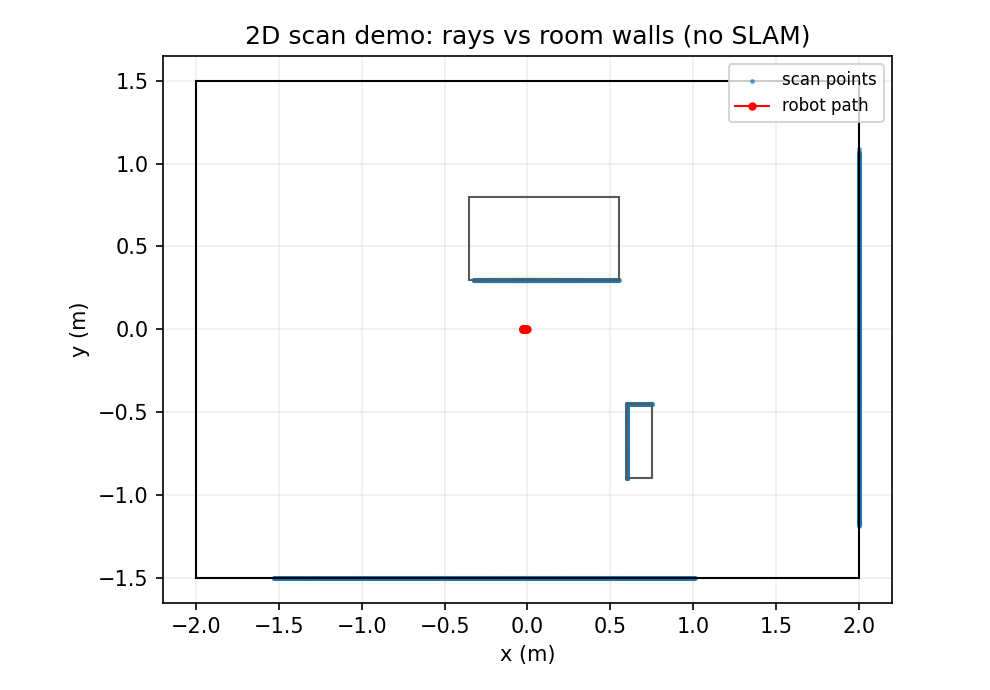 2D scan demo: rays vs room walls (no SLAM)
scan points
robot path
1.5
1.0
0.5
0.0
−0.5
−1.0
−1.5
y (m)
−2.0 −1.5 −1.0 −0.5 0.0 0.5 1.0 1.5 2.0
x (m)